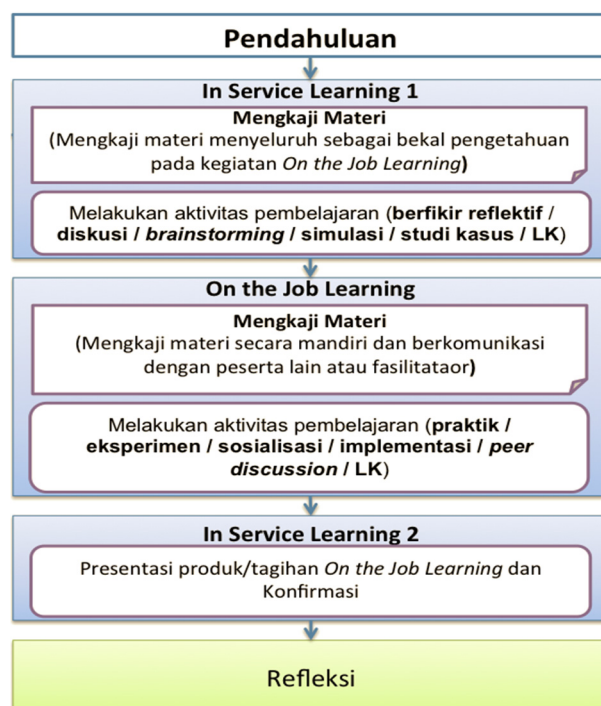 Pendahuluan
In Service Learning 1
Mengkaji Materi
(Mengkaji materi menyeluruh sebagai bekal pengetahuan
pada kegiatan On the Job Learning)
Melakukan aktivitas pembelajaran (berfikir reflektif /
diskusi / brainstorming / simulasi / studi kasus / LK)
On the Job Learning
Mengkaji Materi
(Mengkaji materi secara mandiri dan berkomunikasi
dengan peserta lain atau fasilitataor)
Melakukan aktivitas pembelajaran (praktik /
eksperimen / sosialisasi / implementasi / peer
discussion / LK)
In Service Learning 2
Presentasi produk/tagihan On the Job Learning dan
Konfirmasi
Refleksi